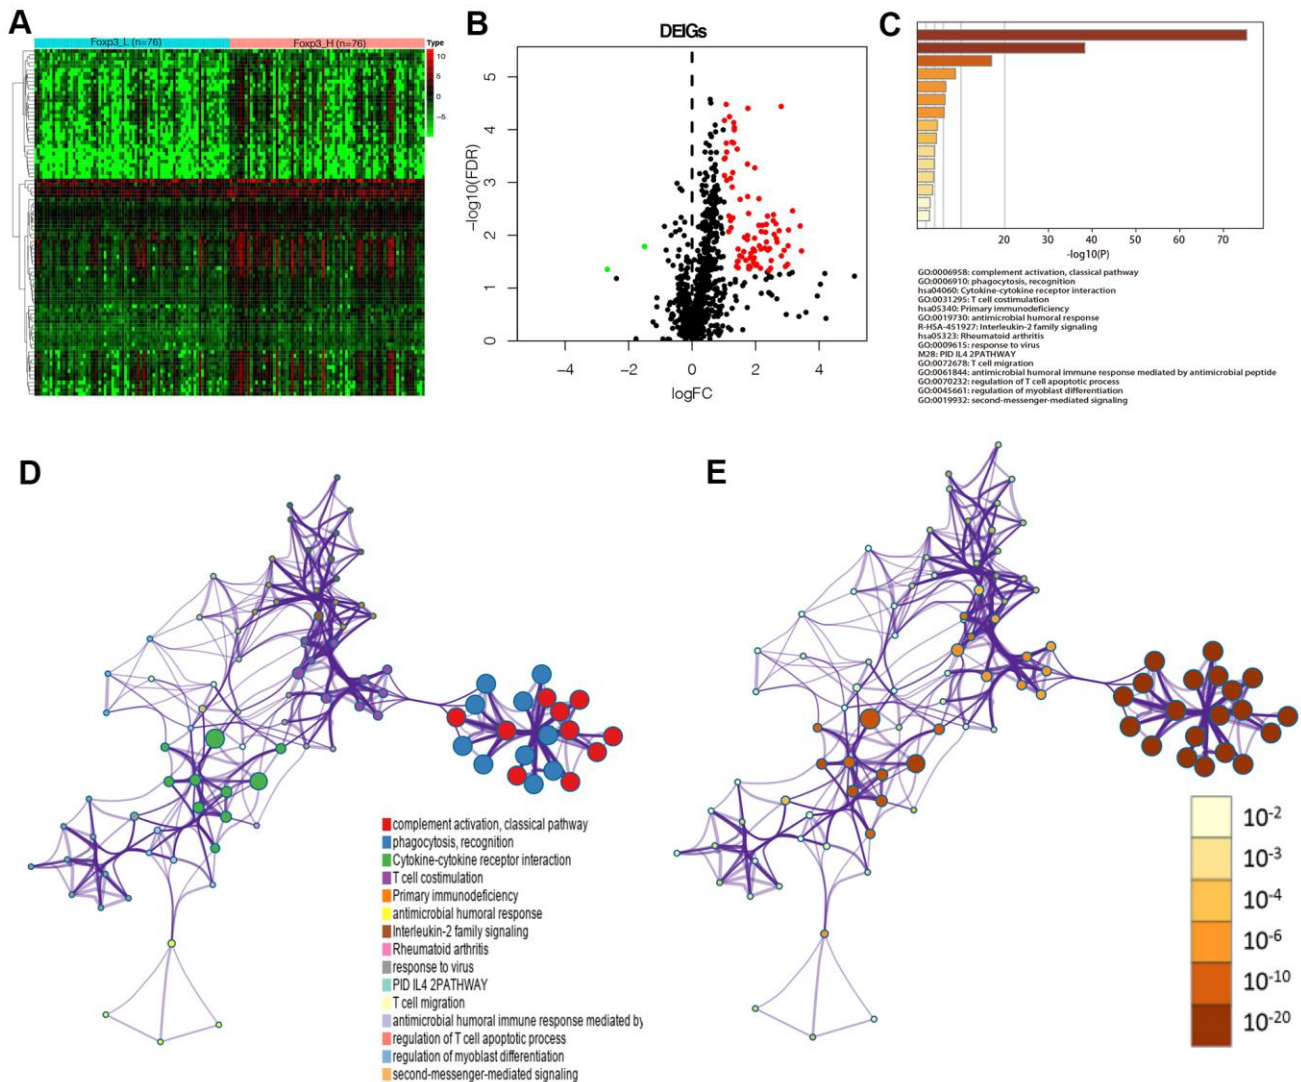 A
Foxp3_L (n=76)
Foxp3_H (n=76)
Type
10
5
0
−5
B
DEIGs
−log10(FDR)
5
4
3
2
1
0
−4
−2
0
2
4
logFC
C
20
30
40
50
60
70
-log10(P)
GO:0006958: complement activation, classical pathway
GO:0006910: phagocytosis, recognition
hsa04060: Cytokine-cytokine receptor interaction
GO:0031295: T cell costimulation
hsa05340: Primary immunodeficiency
GO:0019730: antimicrobial humoral response
R-HSA-451927: Interleukin-2 family signaling
hsa05323: Rheumatoid arthritis
GO:0009615: response to virus
M28: PID IL4 2PATHWAY
GO:0072678: T cell migration
GO:0061844: antimicrobial humoral immune response mediated by antimicrobial peptide
GO:0070232: regulation of T cell apoptotic process
GO:0045661: regulation of myoblast differentiation
GO:0019932: second-messenger-mediated signaling
D
complement activation, classical pathway
phagocytosis, recognition
Cytokine-cytokine receptor interaction
T cell costimulation
Primary immunodeficiency
antimicrobial humoral response
Interleukin-2 family signaling
Rheumatoid arthritis
response to virus
PID IL4 2PATHWAY
T cell migration
antimicrobial humoral immune response mediated by
regulation of T cell apoptotic process
regulation of myoblast differentiation
second-messenger-mediated signaling
E
10⁻²
10⁻³
10⁻⁴
10⁻⁶
10⁻¹⁰
10⁻²⁰